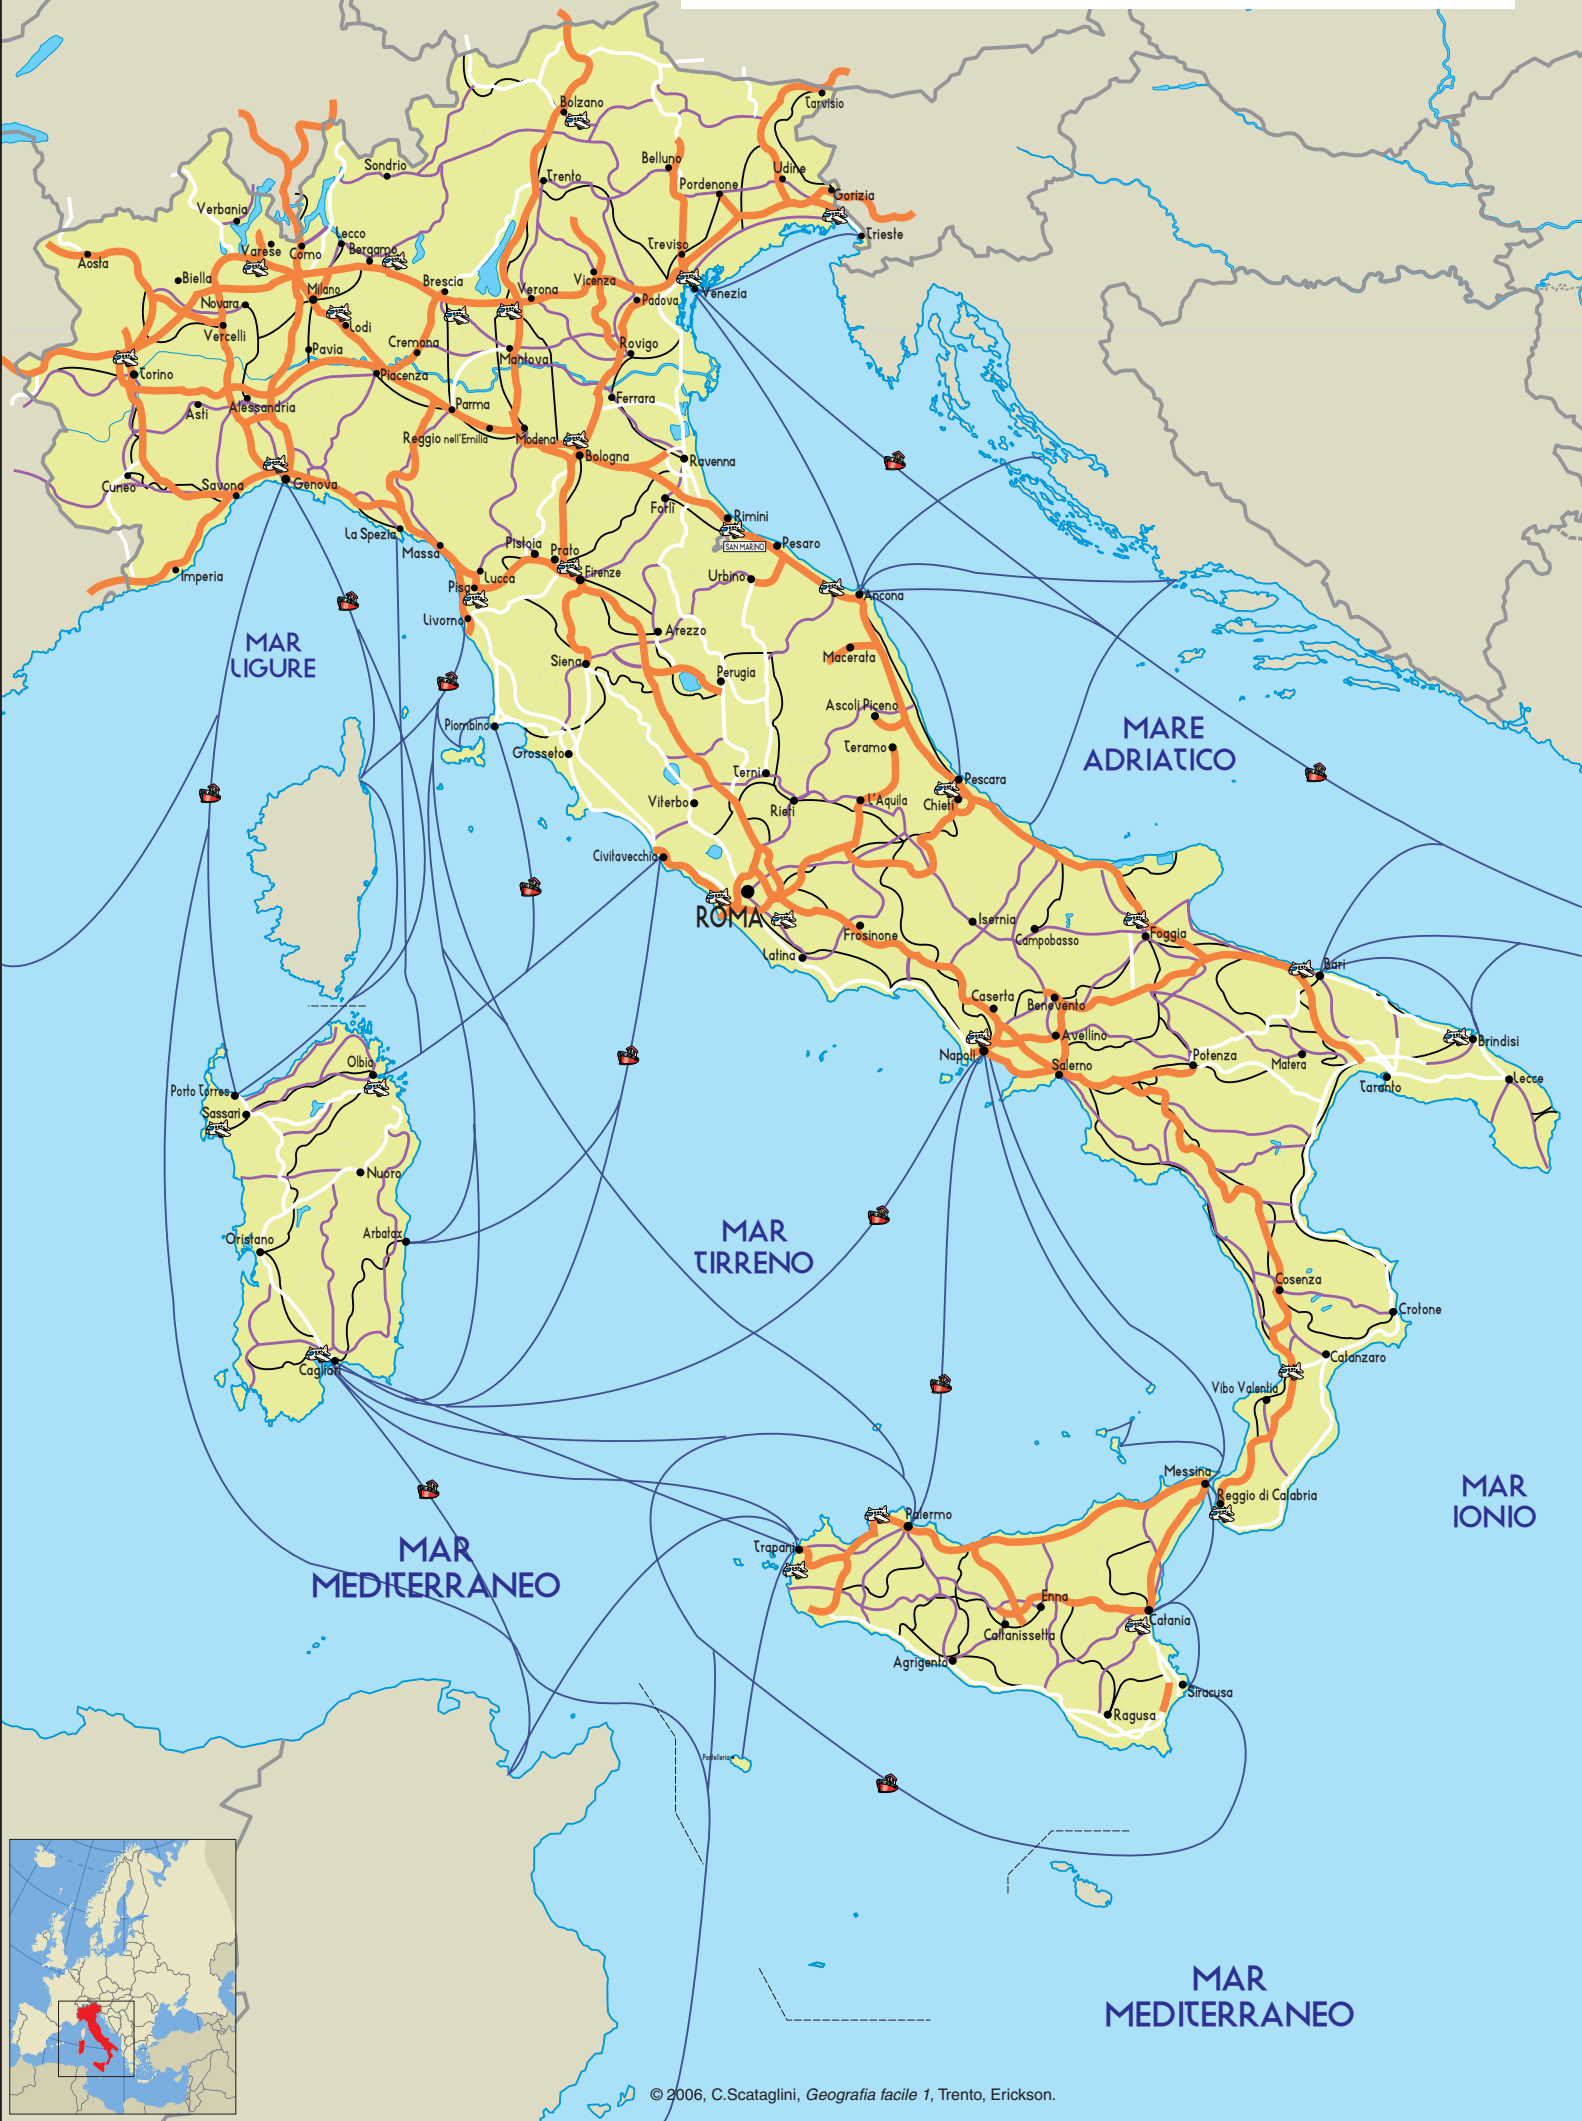 Bolzano
Tarvisio
Sondrio
Belluno
Udine
Trento
Pordenone
Gorizia
Verbania
Lecco
Trieste
Varese
Como
Bergamo
Treviso
Aosta
Biella
Brescia
Vicenza
Milano
Verona
Padova
Venezia
Novara
Lodi
Vercelli
Cremona
Rovigo
Pavia
Mantova
Torino
Piacenza
Asti
Alessandria
Parma
Ferrara
Reggio nell'Emilia
Modena
Bologna
Ravenna
Cuneo
Savona
Genova
Forlì
Rimini
La Spezia
Massa
Pistoia
Prato
SAN MARINO
Pesaro
Imperia
Lucca
Firenze
Urbino
Pisa
Ancona
Livorno
Arezzo
MAR
LIGURE
Siena
Macerata
Perugia
Ascoli Piceno
Piombino
Grosseto
Teramo
MARE
ADRIATICO
Terni
Pescara
Viterbo
Rieti
L'Aquila
Chieti
Civitavecchia
ROMA
Isernia
Frosinone
Campobasso
Foggia
Latina
Bari
Caserta
Benevento
Avellino
Napoli
Salerno
Potenza
Matera
Brindisi
Taranto
Lecce
Olbia
Porto Torres
Sassari
Nuoro
Oristano
Arbatax
MAR
TIRRENO
Cosenza
Crotone
Cagliari
Catanzaro
Vibo Valentia
Messina
Reggio di Calabria
MAR
IONIO
Palermo
Trapani
MAR
MEDITERRANEO
Enna
Catania
Caltanissetta
Agrigento
Siracusa
Ragusa
Pantelleria
MAR
MEDITERRANEO
© 2006, C.Scataglini, Geografia facile 1, Trento, Erickson.